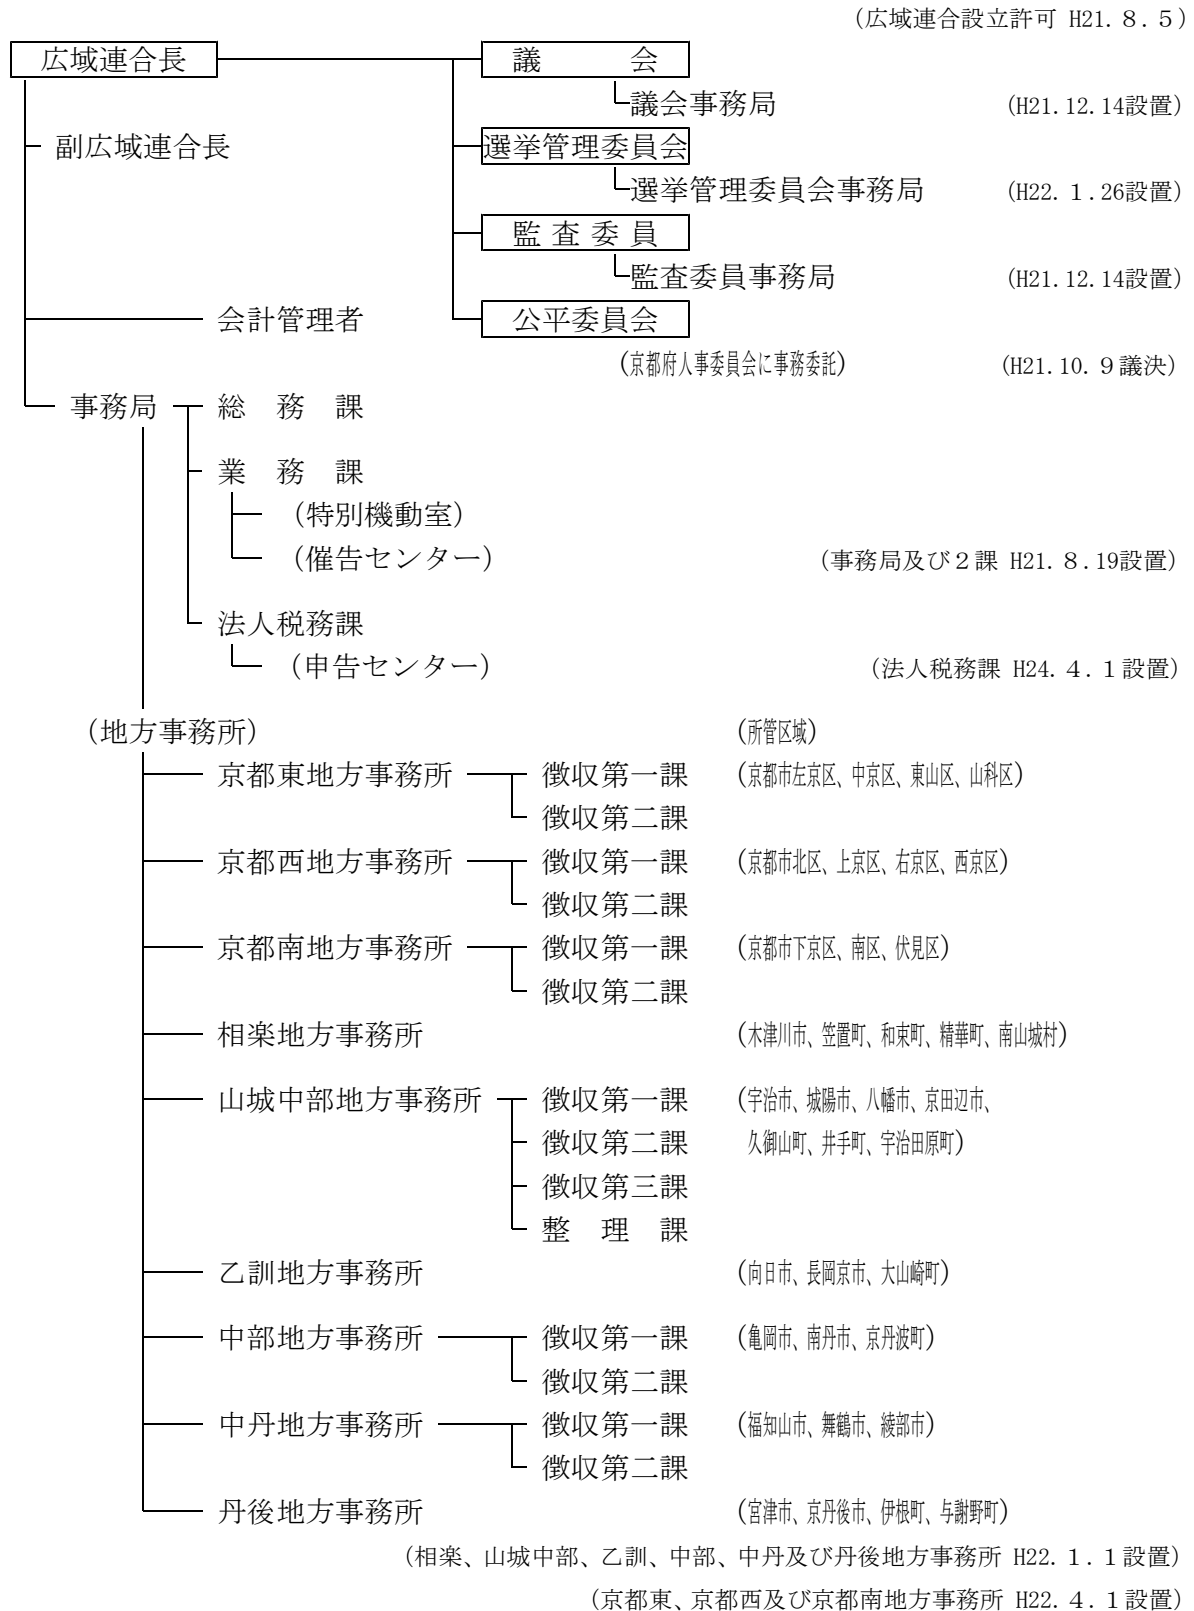 (広域連合設立許可 H21.８.５)
広域連合長 議　　　会
議会事務局 (H21.12.14設置)
副広域連合長 選挙管理委員会
選挙管理委員会事務局 (H22.１.26設置)
監 査 委 員
監査委員事務局 (H21.12.14設置)
会計管理者 公平委員会
(京都府人事委員会に事務委託) (H21.10.９議決)
事務局 総　務　課
業　務　課
(特別機動室)
(催告センター) (事務局及び２課 H21.８.19設置)
法人税務課
(申告センター) (法人税務課 H24.４.１設置)
(地方事務所) (所管区域)
京都東地方事務所 徴収第一課 (京都市左京区、中京区、東山区、山科区)
徴収第二課
京都西地方事務所 徴収第一課 (京都市北区、上京区、右京区、西京区)
徴収第二課
京都南地方事務所 徴収第一課 (京都市下京区、南区、伏見区)
徴収第二課
相楽地方事務所 (木津川市、笠置町、和束町、精華町、南山城村)
山城中部地方事務所 徴収第一課 (宇治市、城陽市、八幡市、京田辺市、
徴収第二課 久御山町、井手町、宇治田原町)
徴収第三課
整　理　課
乙訓地方事務所 (向日市、長岡京市、大山崎町)
中部地方事務所 徴収第一課 (亀岡市、南丹市、京丹波町)
徴収第二課
中丹地方事務所 徴収第一課 (福知山市、舞鶴市、綾部市)
徴収第二課
丹後地方事務所 (宮津市、京丹後市、伊根町、与謝野町)
(相楽、山城中部、乙訓、中部、中丹及び丹後地方事務所 H22.１.１設置)
(京都東、京都西及び京都南地方事務所 H22.４.１設置)